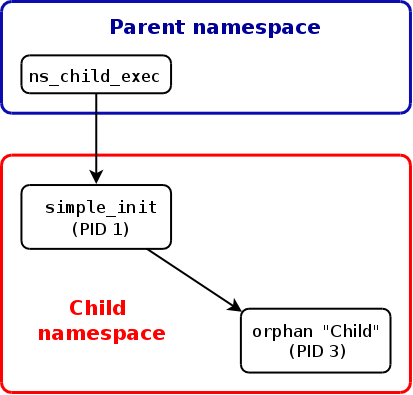 Parent namespace
ns_child_exec
simple_init
(PID 1)
Child
namespace
orphan "Child"
(PID 3)